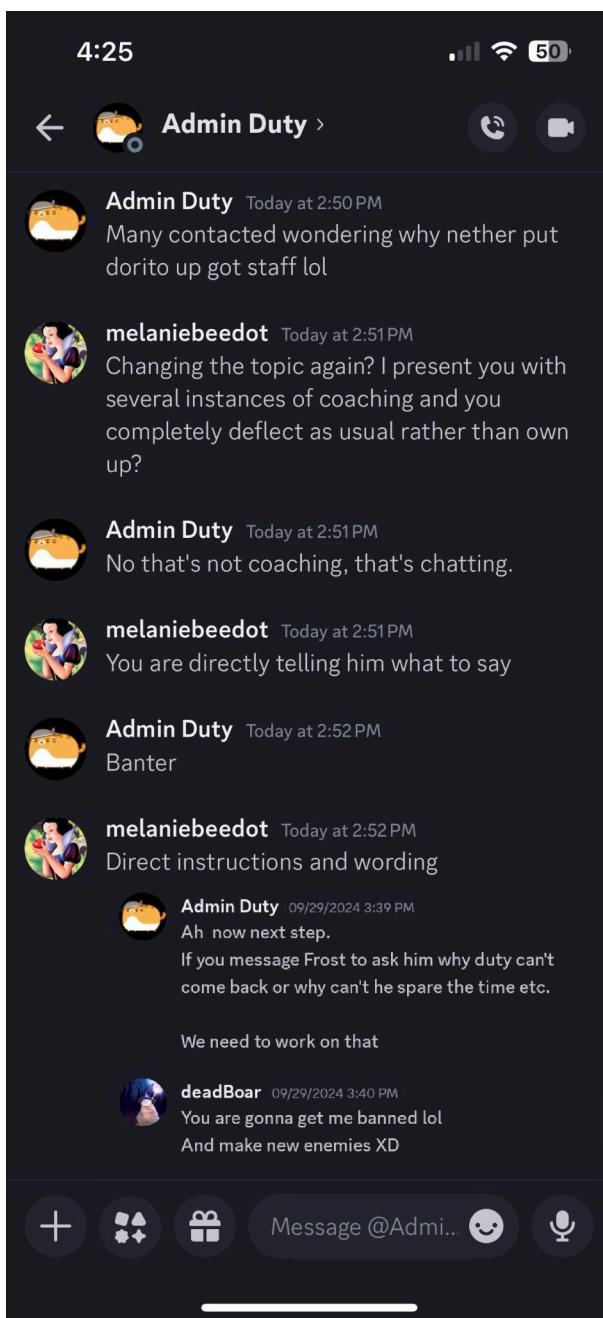 4:25
50
Admin Duty ›
Admin Duty Today at 2:50 PM
Many contacted wondering why nether put
dorito up got staff lol
melaniebeedot Today at 2:51 PM
Changing the topic again? I present you with
several instances of coaching and you
completely deflect as usual rather than own
up?
Admin Duty Today at 2:51 PM
No that's not coaching, that's chatting.
melaniebeedot Today at 2:51 PM
You are directly telling him what to say
Admin Duty Today at 2:52 PM
Banter
melaniebeedot Today at 2:52 PM
Direct instructions and wording
Admin Duty 09/29/2024 3:39 PM
Ah now next step.
If you message Frost to ask him why duty can't
come back or why can't he spare the time etc.
We need to work on that
deadBoar 09/29/2024 3:40 PM
You are gonna get me banned lol
And make new enemies XD
Message @Admi...